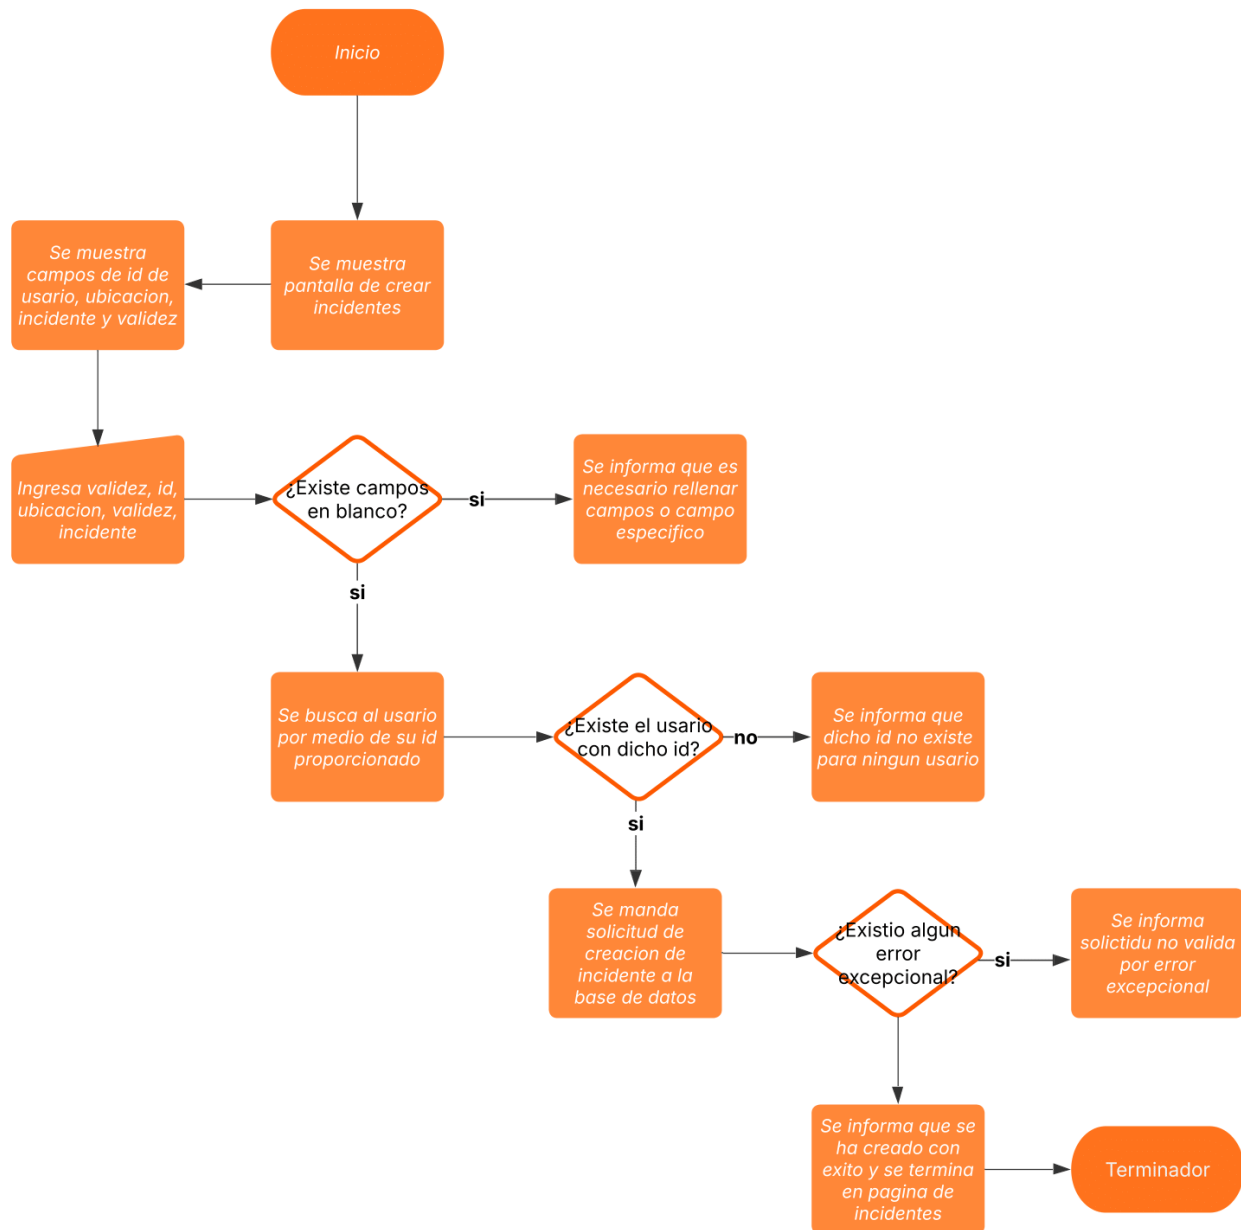 Inicio
Se muestra
campos de id de
usario, ubicacion,
incidente y validez
Se muestra
pantalla de crear
incidentes
Ingresa validez, id,
ubicacion, validez,
incidente
¿Existe campos
en blanco?
si
Se informa que es
necesario rellenar
campos o campo
especifico
si
Se busca al usario
por medio de su id
proporcionado
¿Existe el usario
con dicho id?
no
Se informa que
dicho id no existe
para ningun usario
si
Se manda
solicitud de
creacion de
incidente a la
base de datos
¿Existio algun
error
excepcional?
si
Se informa
solictidu no valida
por error
excepcional
Se informa que se
ha creado con
exito y se termina
en pagina de
incidentes
Terminador